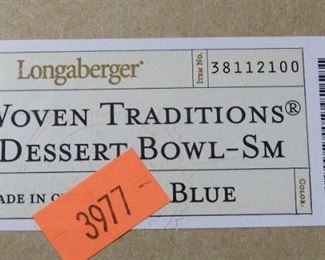 Longaberger®
ITEM NO. 38112100
WOVEN TRADITIONS®
DESSERT BOWL-SM
MADE IN
BLUE
COLOR.
3977